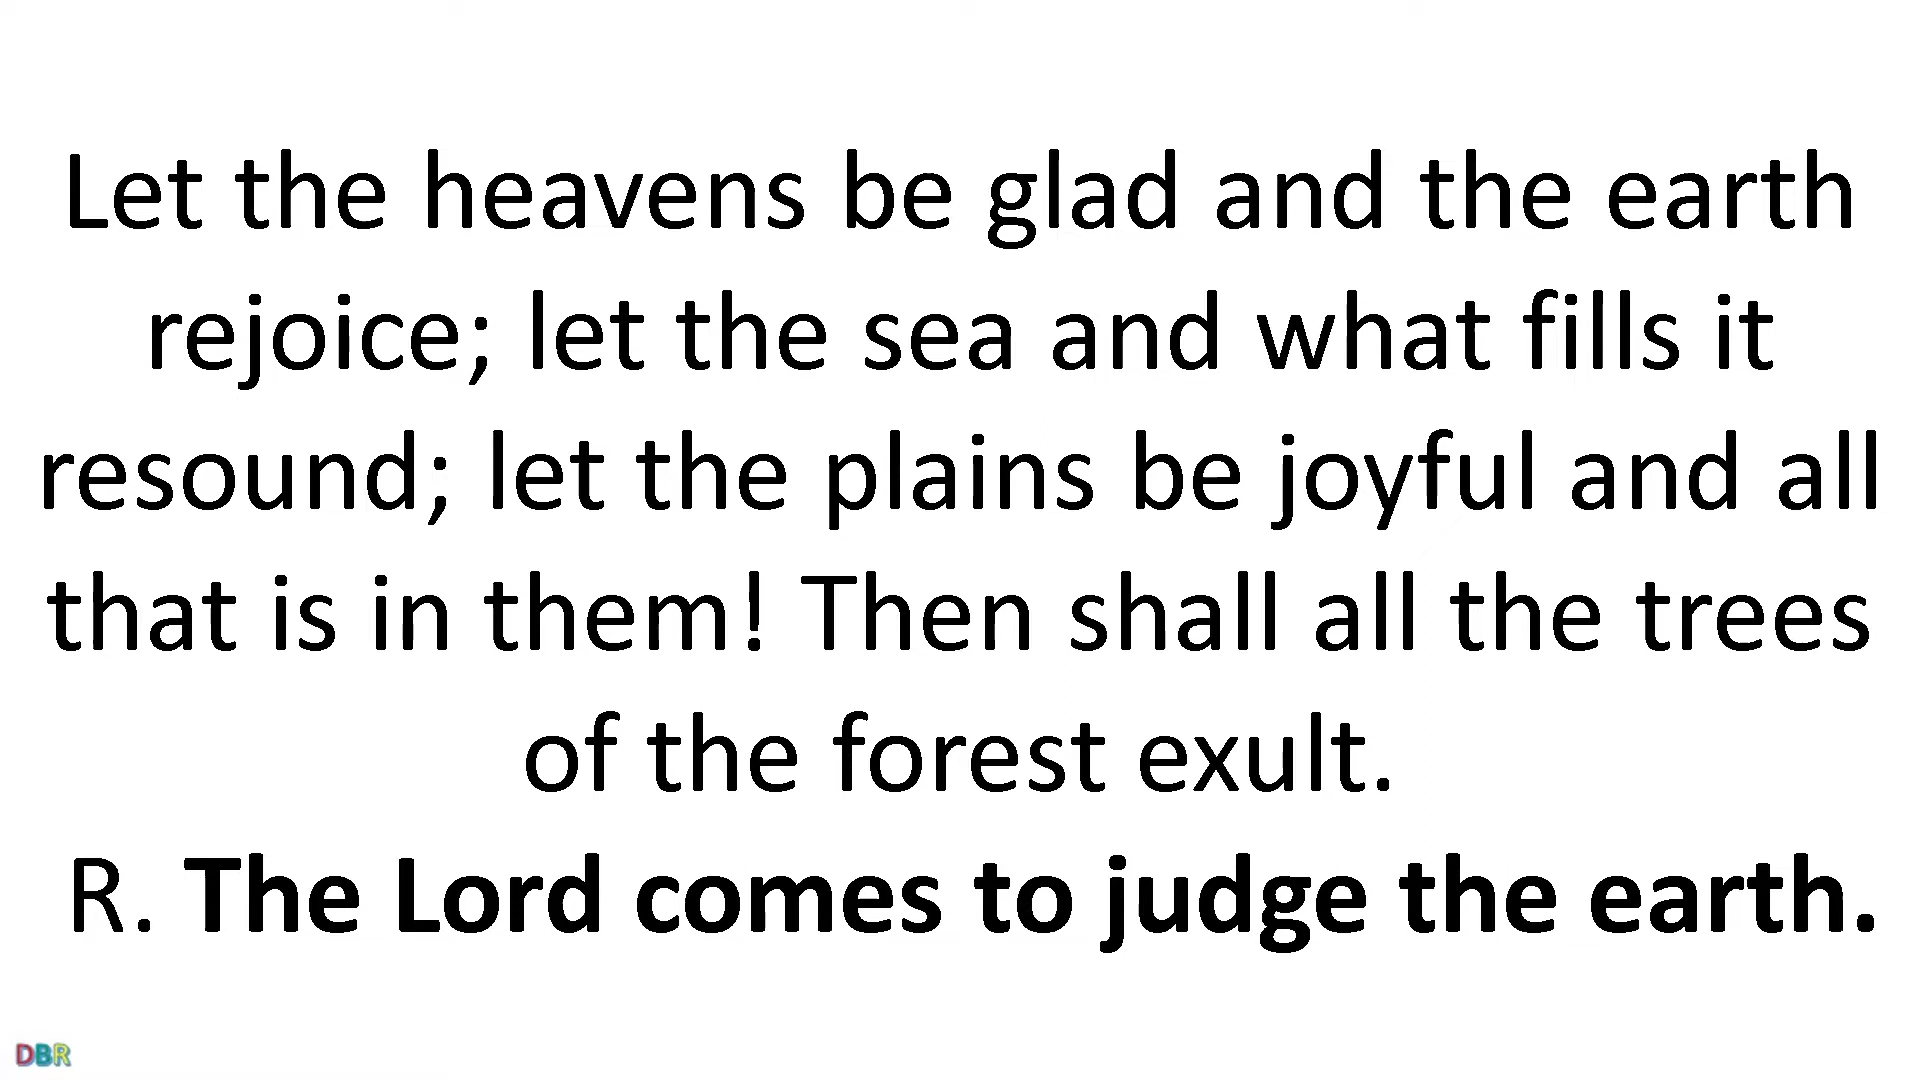 Let the heavens be glad and the earth
rejoice; let the sea and what fills it
resound; let the plains be joyful and all
that is in them! Then shall all the trees
of the forest exult.
R. The Lord comes to judge the earth.
DBR